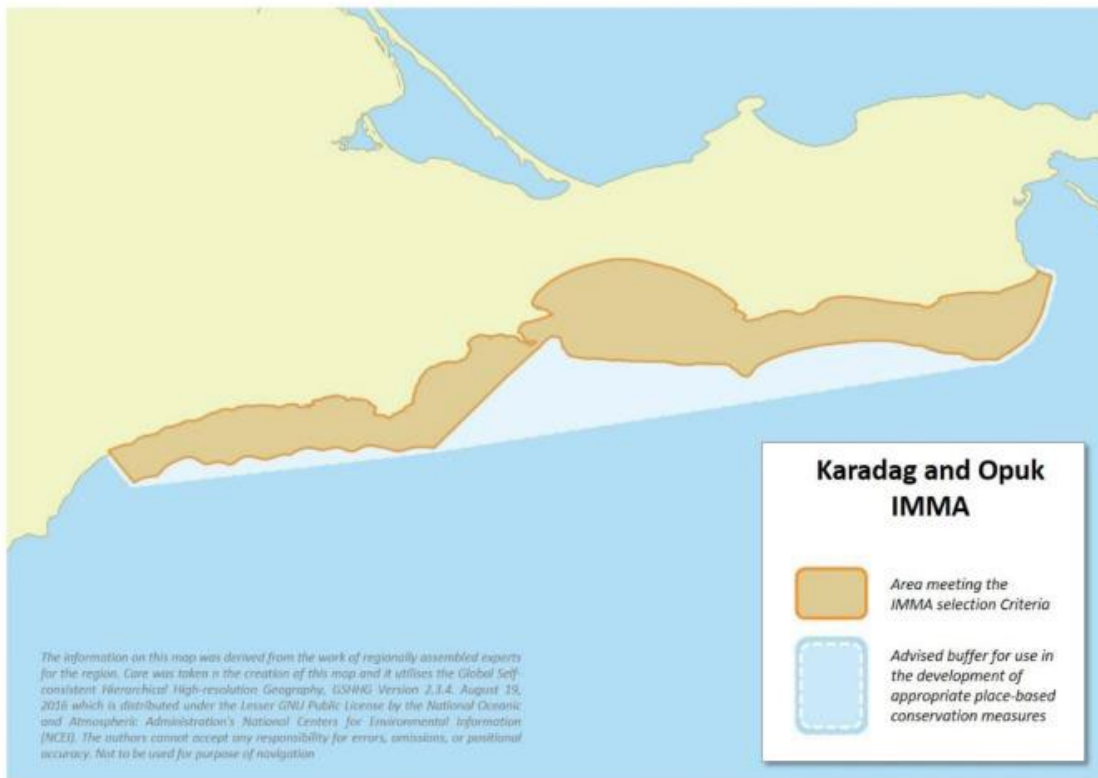 Karadag and Opuk
IMMA
Area meeting the
IMMA selection Criteria
Advised buffer for use in
the development of
appropriate place-based
conservation measures
The information on this map was derived from the work of regionally assembled experts
for the region. Care was taken n the creation of this map and it utilises the Global Self-
consistent Hierarchical High-resolution Geography, GSHHG Version 2.3.4. August 19,
2016 which is distributed under the Lesser GNU Public License by the National Oceanic
and Atmospheric Administration's National Centers for Environmental Information
(NCEI). The authors cannot accept any responsibility for errors, omissions, or positional
accuracy. Not to be used for purpose of navigation